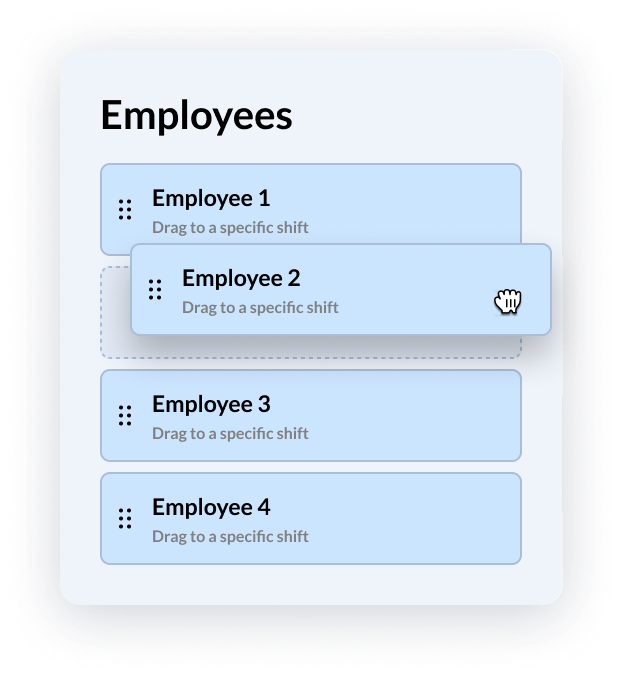 Employees
Employee 1
Drag to a specific shift
Employee 2
Drag to a specific shift
Employee 3
Drag to a specific shift
Employee 4
Drag to a specific shift